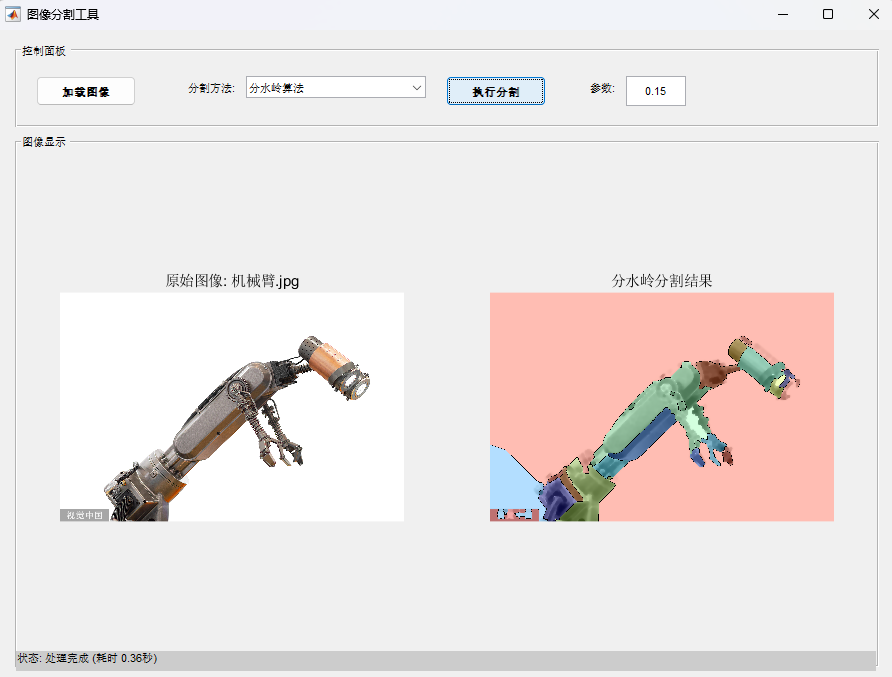 图像分割工具
控制面板
加载图像
分割方法:
分水岭算法
执行分割
参数:
0.15
图像显示
原始图像: 机械臂.jpg
分水岭分割结果
视觉中国
状态: 处理完成 (耗时 0.36秒)